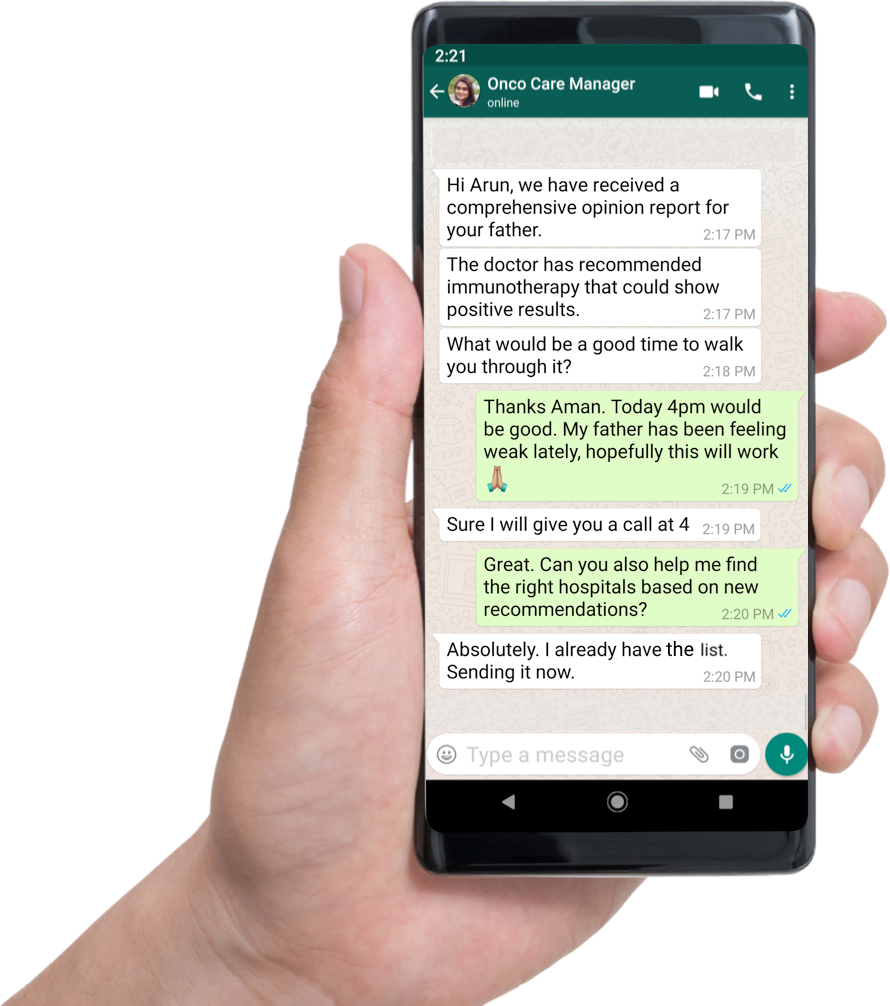 2:21
Onco Care Manager
online
Hi Arun, we have received a
comprehensive opinion report for
your father.
2:17 PM
The doctor has recommended
immunotherapy that could show
positive results.
2:17 PM
What would be a good time to walk
you through it?
2:18 PM
Thanks Aman. Today 4pm would
be good. My father has been feeling
weak lately, hopefully this will work
🙏🏼
2:19 PM
Sure I will give you a call at 4
2:19 PM
Great. Can you also help me find
the right hospitals based on new
recommendations?
2:20 PM
Absolutely. I already have the list.
Sending it now.
2:20 PM
Type a message